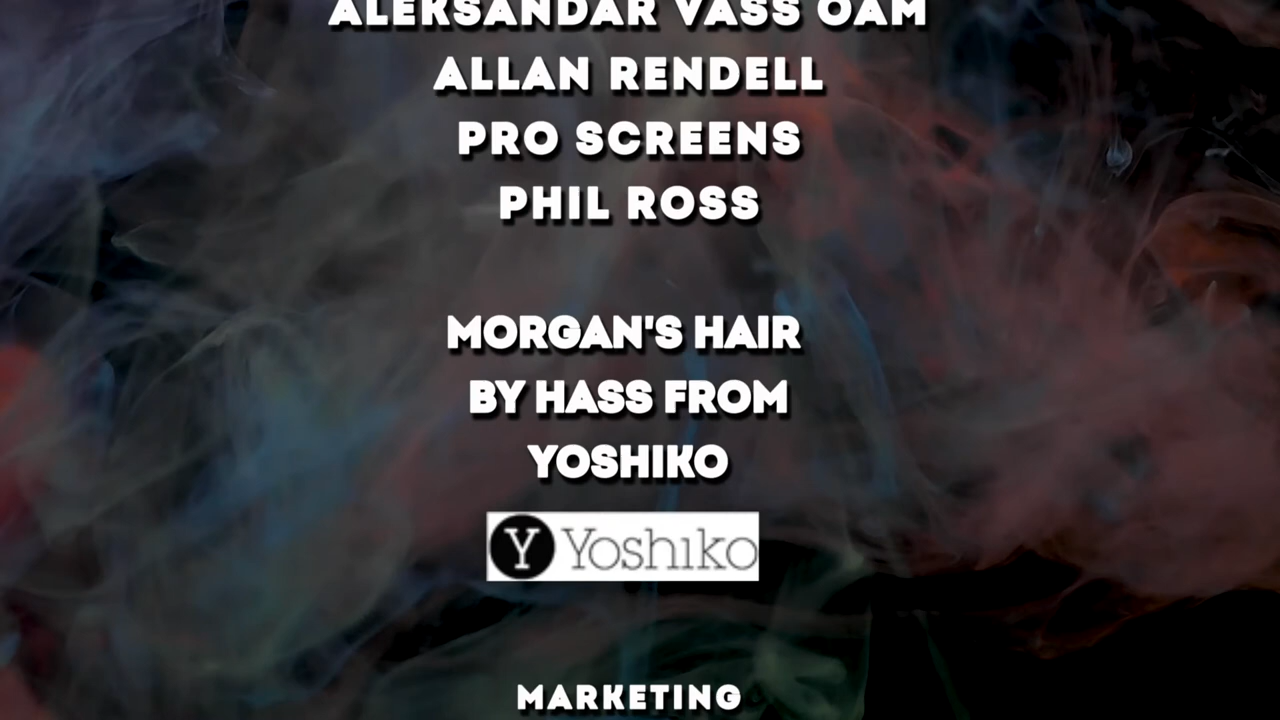 ALEKSANDAR VASS OAM
ALLAN RENDELL
PRO SCREENS
PHIL ROSS
MORGAN'S HAIR
BY HASS FROM
YOSHIKO
Y Yoshiko
MARKETING